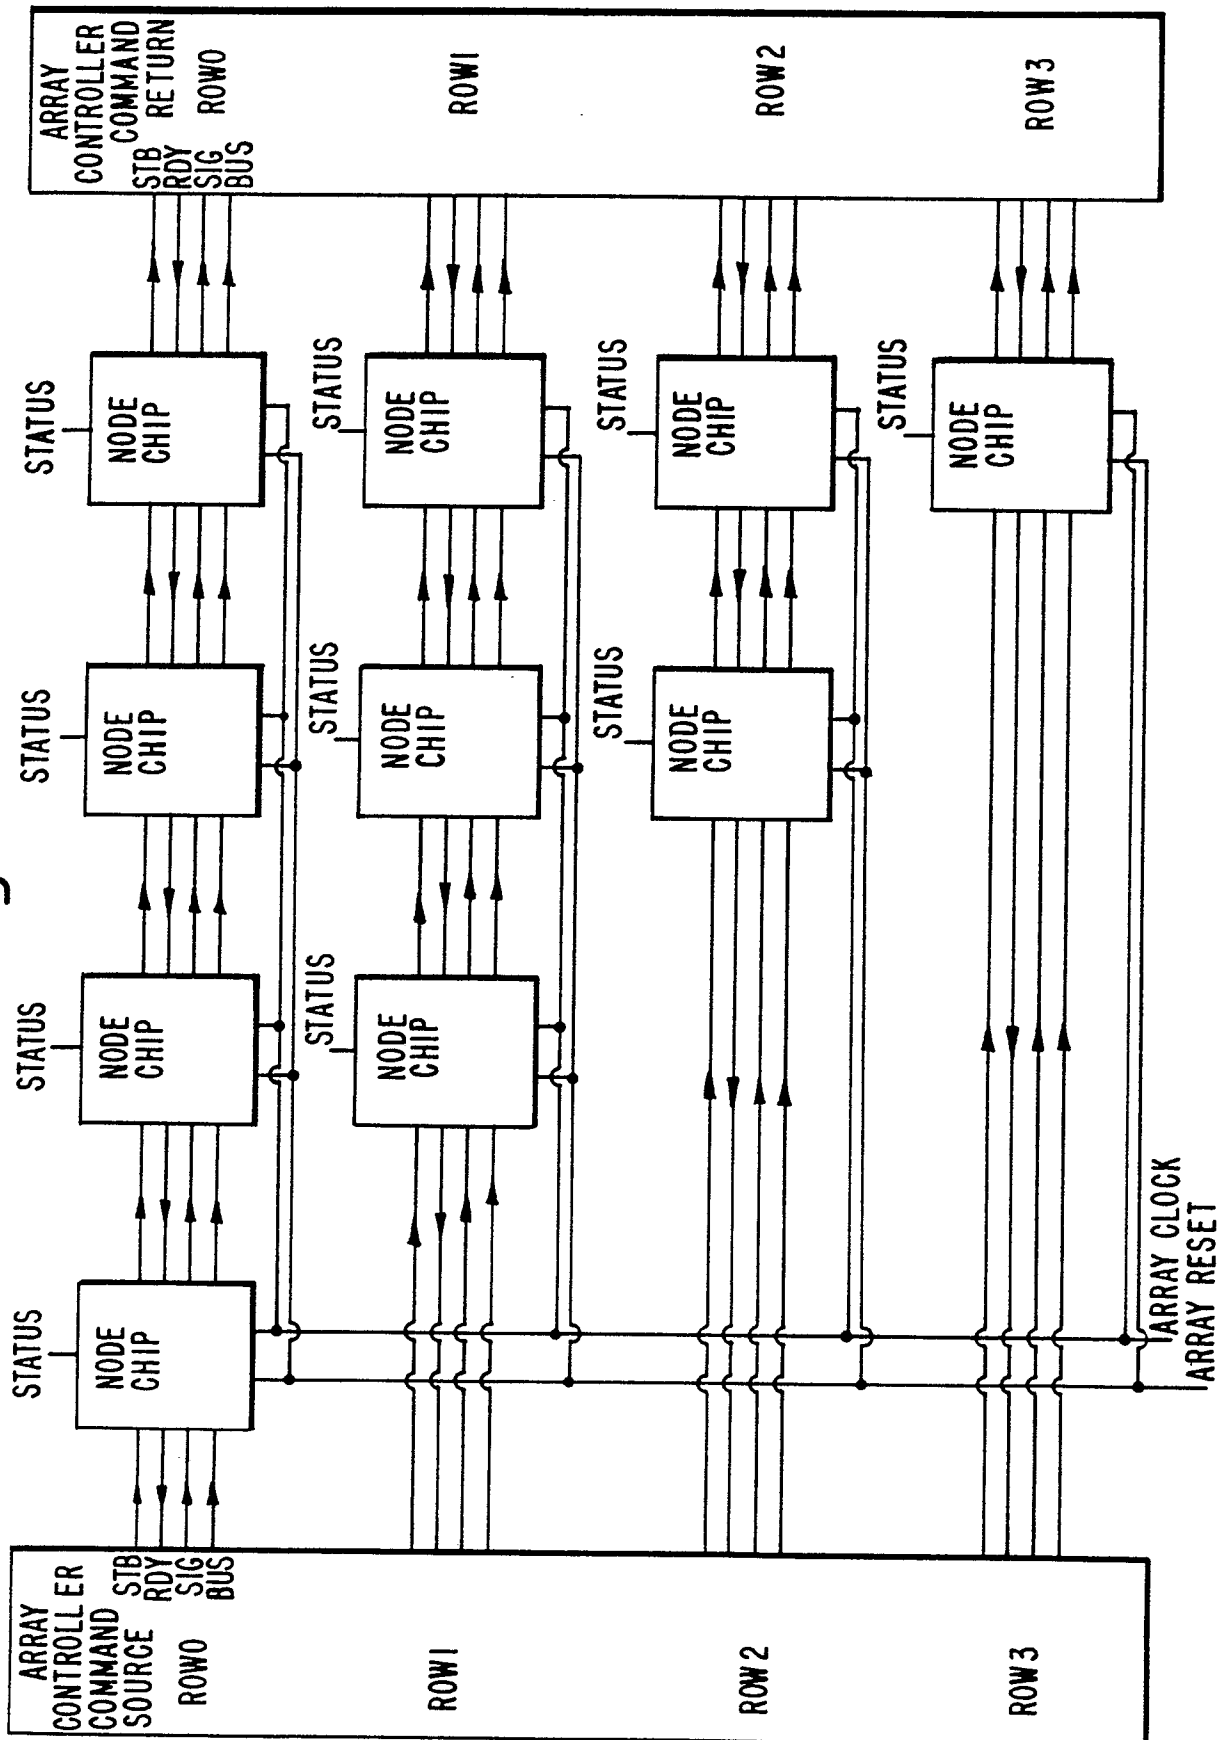 ARRAY
CONTROLLER
COMMAND
SOURCE
STB
RDY
SIG
BUS
ROW0
ROW1
ROW2
ROW3
STATUS
NODE
CHIP
STATUS
NODE
CHIP
STATUS
NODE
CHIP
STATUS
NODE
CHIP
STATUS
NODE
CHIP
STATUS
NODE
CHIP
STATUS
NODE
CHIP
STATUS
NODE
CHIP
STATUS
NODE
CHIP
STATUS
NODE
CHIP
ARRAY CLOCK
ARRAY RESET
ARRAY
CONTROLLER
COMMAND
RETURN
STB
RDY
SIG
BUS
ROW0
ROW1
ROW2
ROW3